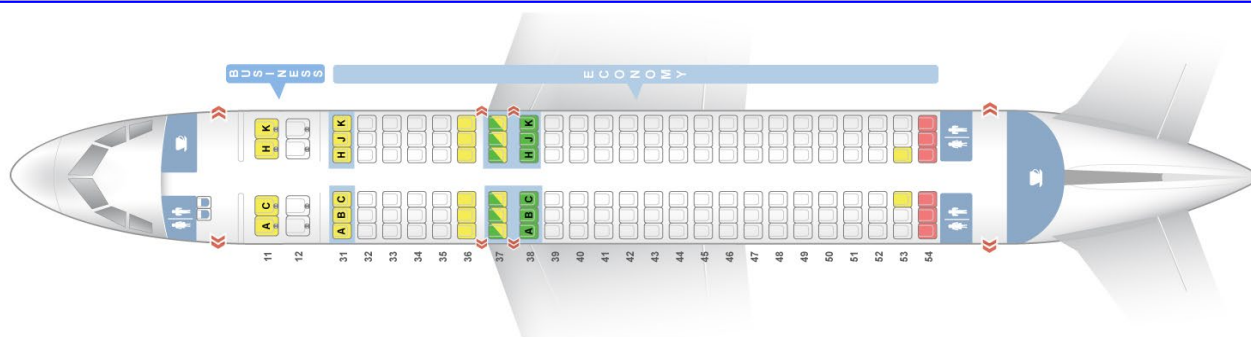 BUSINESS
ECONOMY
K K K
H J J
H H
C C C
A B B
A A
11 12 31 32 33 34 35 36 37 38 39 40 41 42 43 44 45 46 47 48 49 50 51 52 53 54